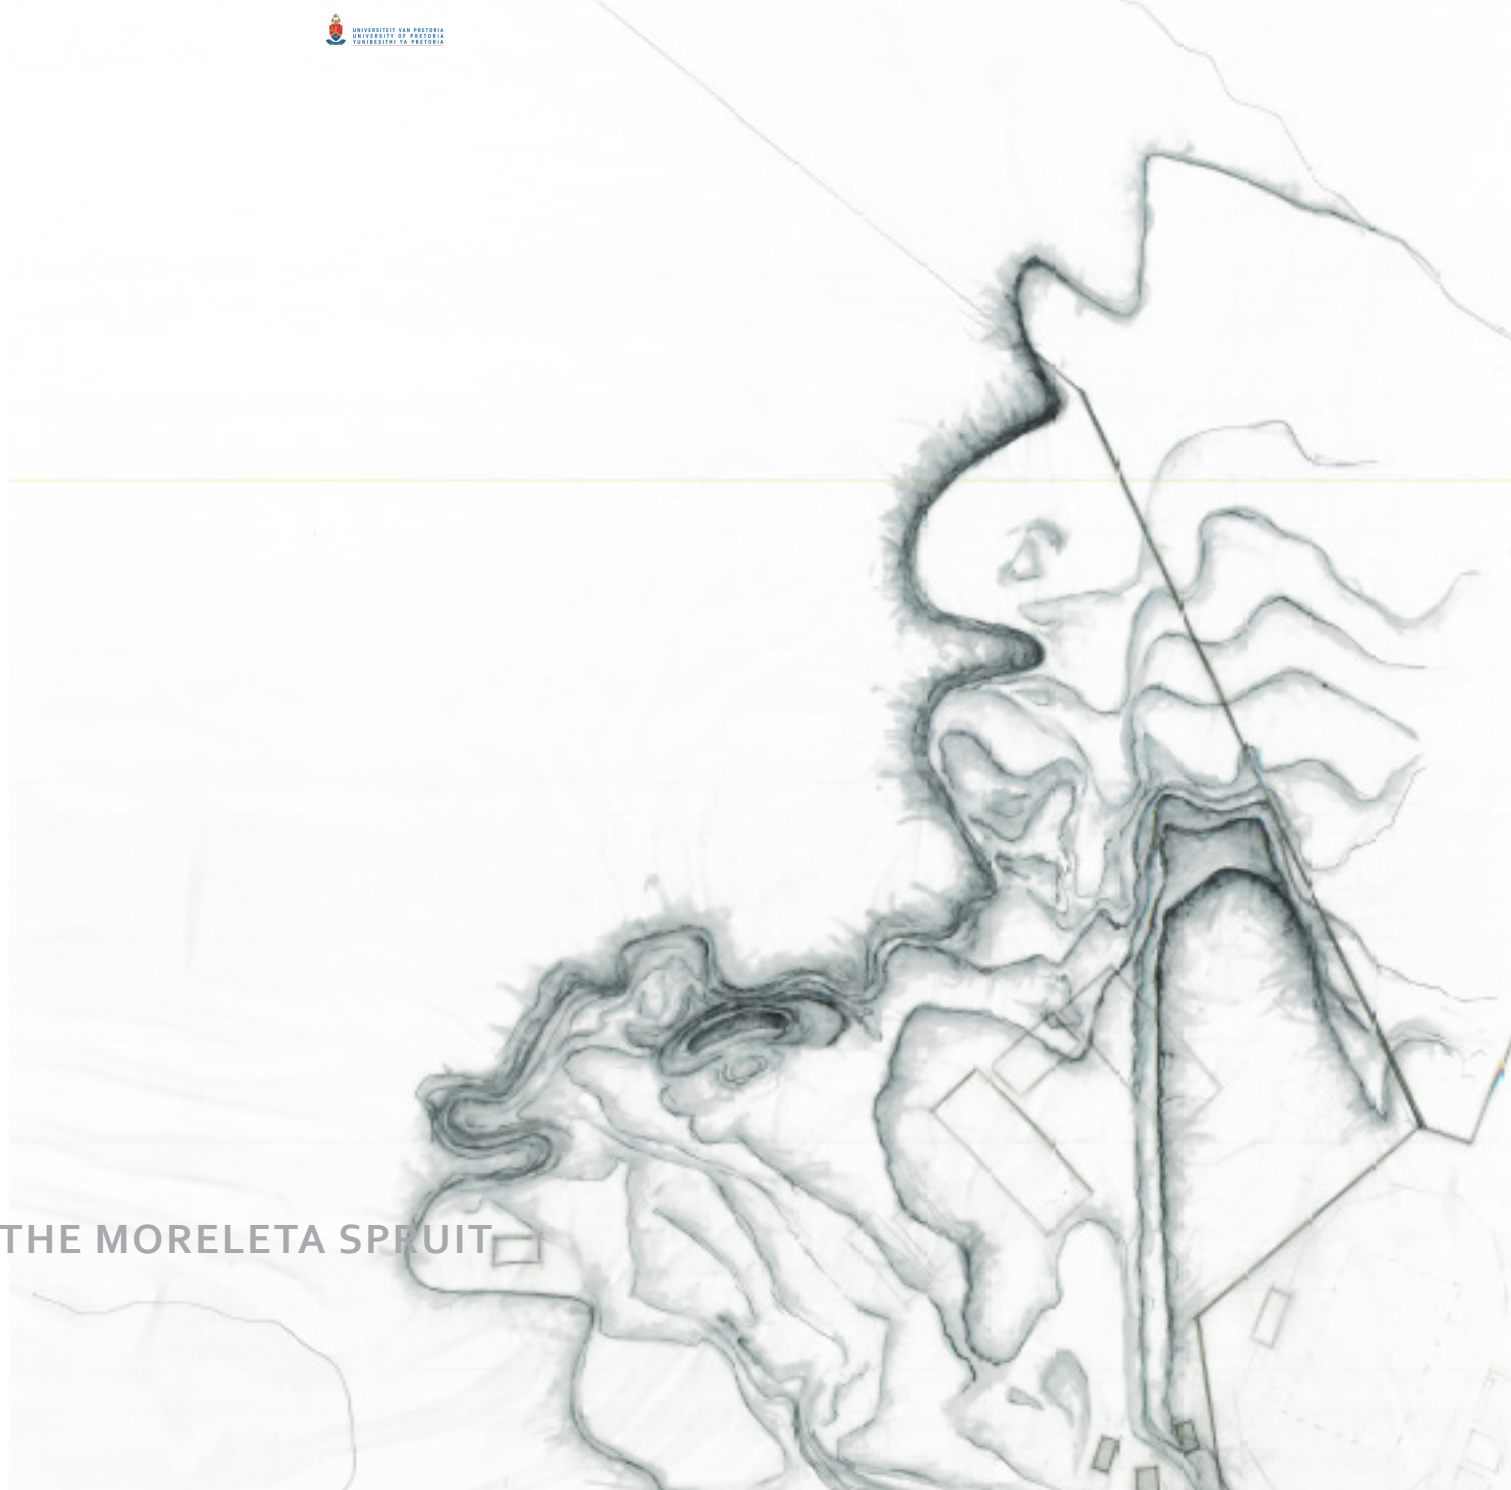 UNIVERSITEIT VAN PRETORIA
UNIVERSITY OF PRETORIA
YUNIBESITHI YA PRETORIA
THE MORELETA SPRUIT